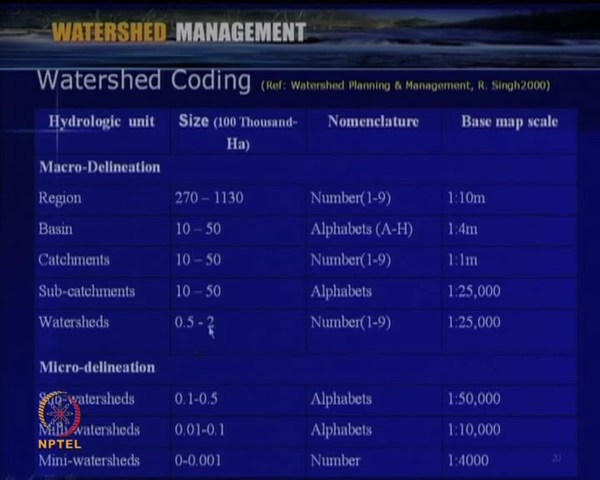 WATERSHED MANAGEMENT
Watershed Coding (Ref: Watershed Planning & Management, R. Singh2000)
Hydrologic unit Size (100 Thousand- Nomenclature Base map scale
Ha)
Macro-Delineation
Region 270 – 1130 Number(1-9) 1:10m
Basin 10 – 50 Alphabets (A-H) 1:4m
Catchments 10 – 50 Number(1-9) 1:1m
Sub-catchments 10 – 50 Alphabets 1:25,000
Watersheds 0.5 - 2 Number(1-9) 1:25,000
Micro-delineation
Sub-watersheds 0.1-0.5 Alphabets 1:50,000
Milli watersheds 0.01-0.1 Alphabets 1:10,000
NPTEL
Mini-watersheds 0-0.001 Number 1:4000
20